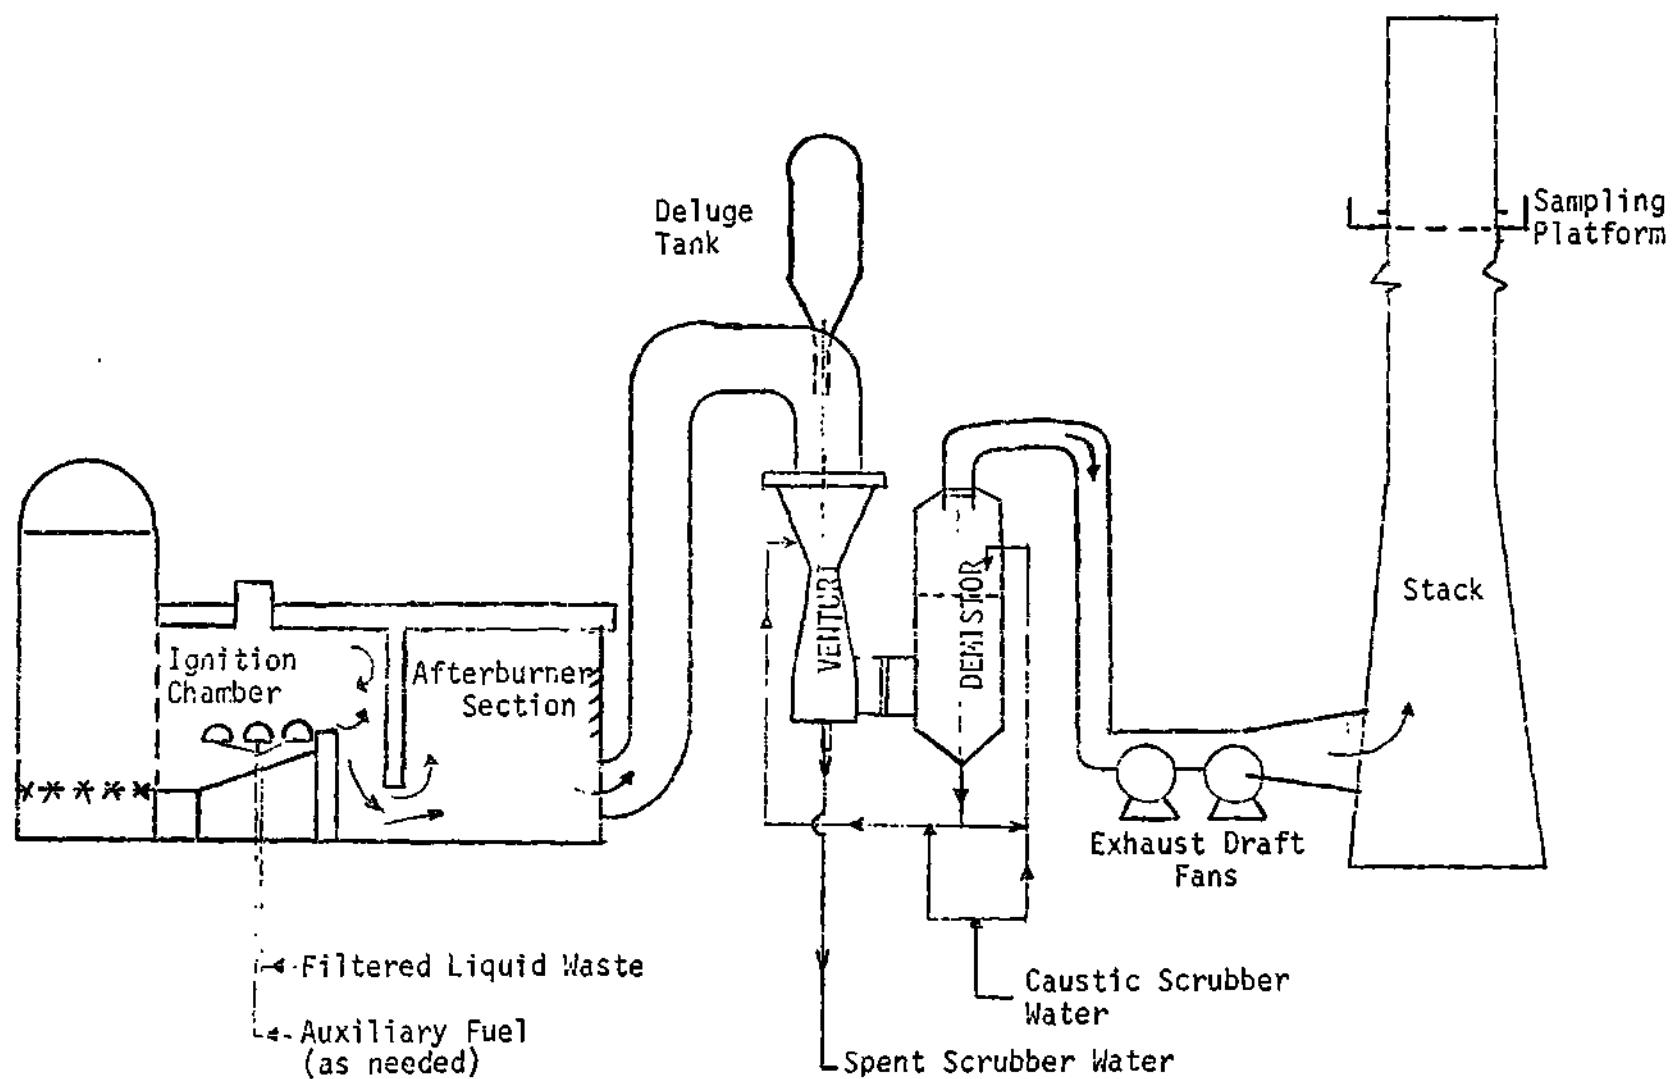 Deluge
Tank
Sampling
Platform
Ignition
Chamber
Afterburner
Section
VENTURI
DEMISTOR
Stack
Exhaust Draft
Fans
Filtered Liquid Waste
Auxiliary Fuel
(as needed)
Caustic Scrubber
Water
Spent Scrubber Water